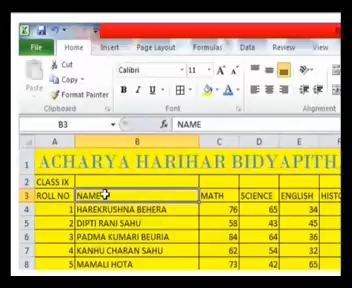 File Home Insert Page Layout Formulas Data Review View
Cut
Copy
Format Painter
Paste
Calibri 11 A A
B I U A
Clipboard Font Alignment
B3 fx NAME
A B C D E
1 ACHARYA HARIHAR BIDYAPITH
2 CLASS IX
3 ROLL NO NAME MATH SCIENCE ENGLISH HISTO
4 1 HAREKRUSHNA BEHERA 76 65 34
5 2 DIPTI RANI SAHU 58 43 45
6 3 PADMA KUMARI BEURIA 84 64 36
7 4 KANHU CHARAN SAHU 62 54 32
8 5 MAMALI HOTA 73 42 65